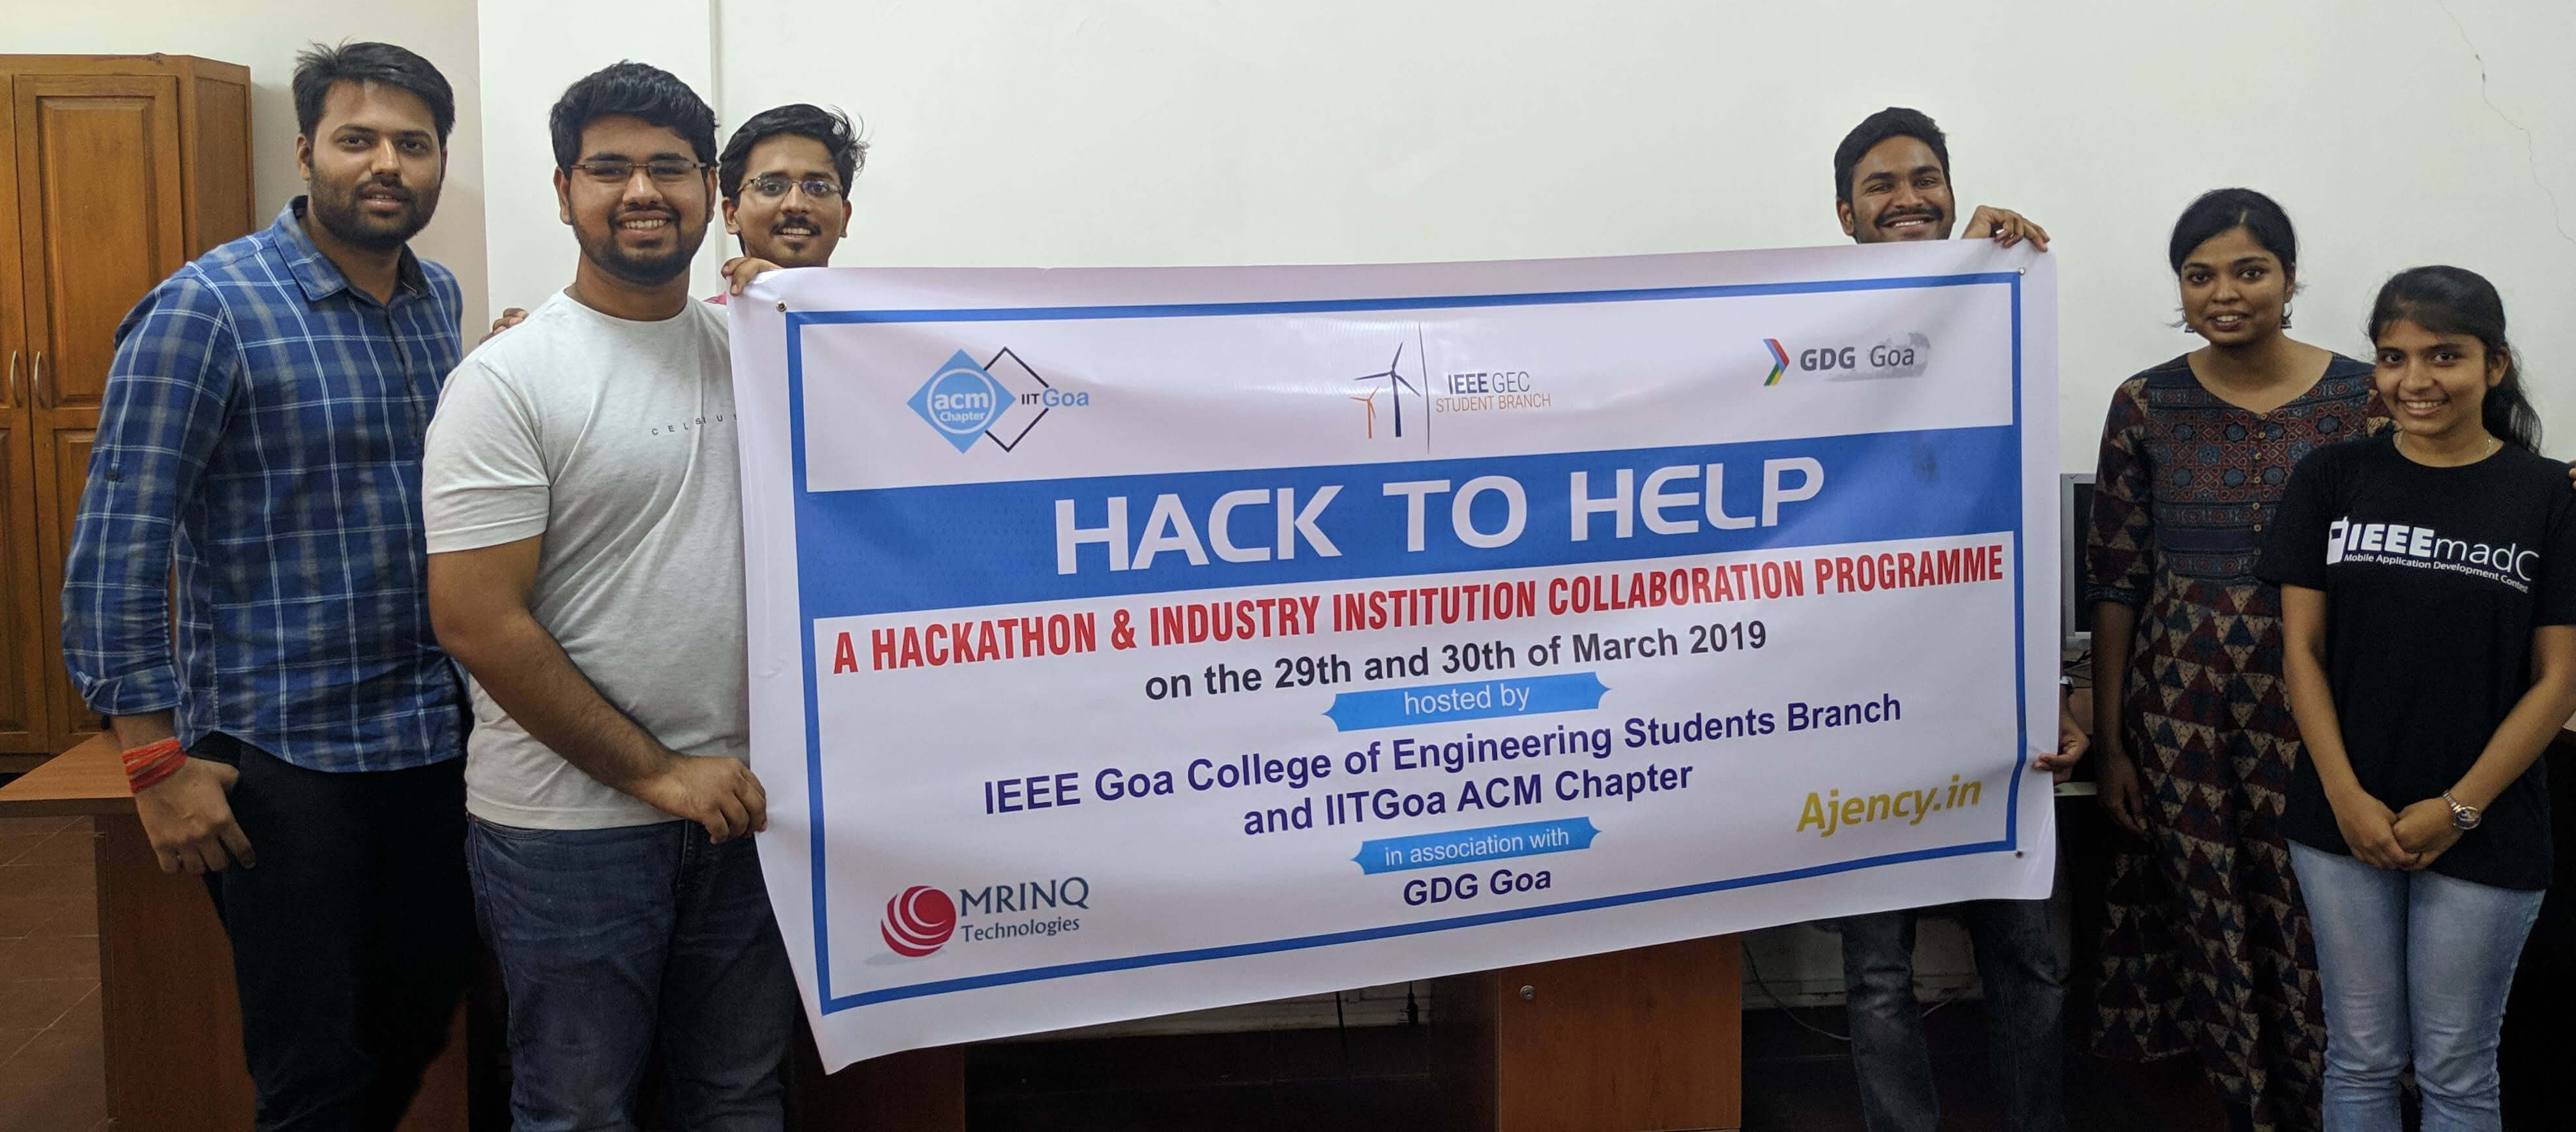 acm
Chapter
IIT Goa
IEEE GEC
STUDENT BRANCH
GDG Goa
HACK TO HELP
A HACKATHON & INDUSTRY INSTITUTION COLLABORATION PROGRAMME
on the 29th and 30th of March 2019
hosted by
IEEE Goa College of Engineering Students Branch
and IITGoa ACM Chapter
in association with
GDG Goa
MRINQ
Technologies
Ajency.in
CELSIU
IEEEmadC
Mobile Application Development Contest